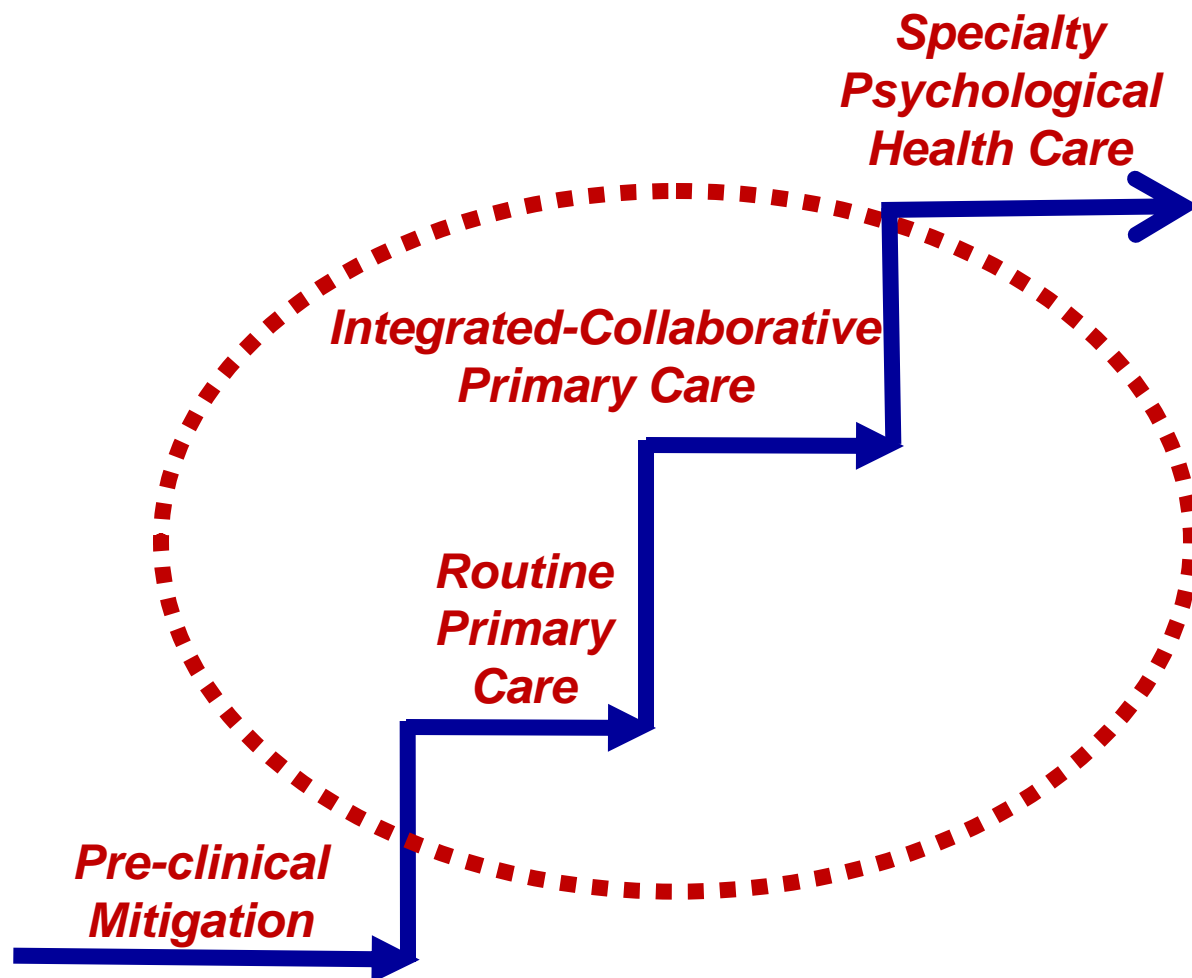 Specialty
Psychological
Health Care
Integrated-Collaborative
Primary Care
Routine
Primary
Care
Pre-clinical
Mitigation